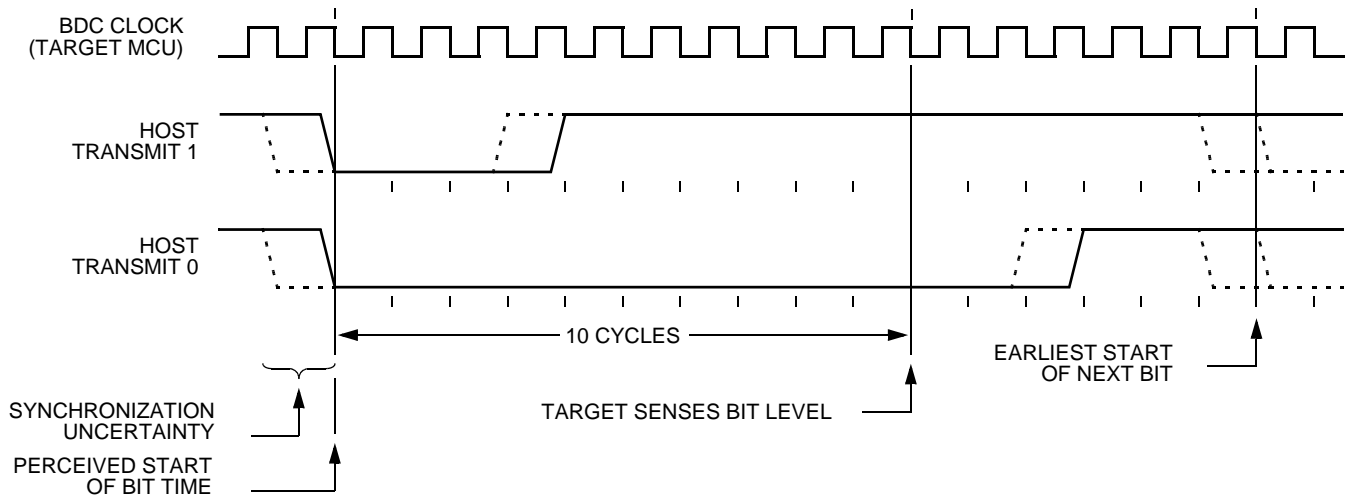 BDC CLOCK
(TARGET MCU)
HOST
TRANSMIT 1
HOST
TRANSMIT 0
10 CYCLES
EARLIEST START
OF NEXT BIT
TARGET SENSES BIT LEVEL
SYNCHRONIZATION
UNCERTAINTY
PERCEIVED START
OF BIT TIME